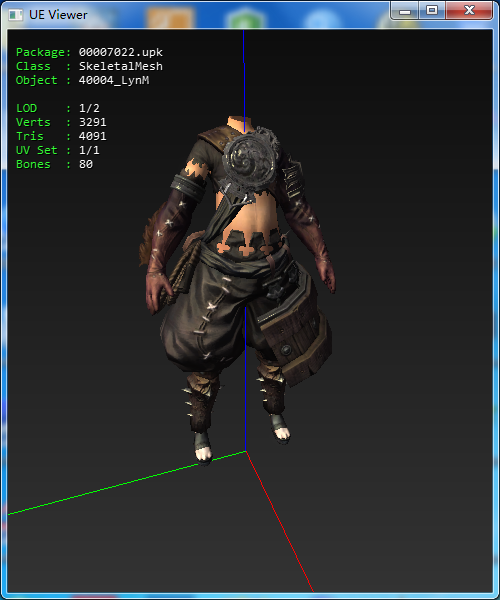 UE Viewer
Package: 00007022.upk
Class : SkeletalMesh
Object : 40004_LynM
LOD : 1/2
Verts : 3291
Tris : 4091
UV Set : 1/1
Bones : 80